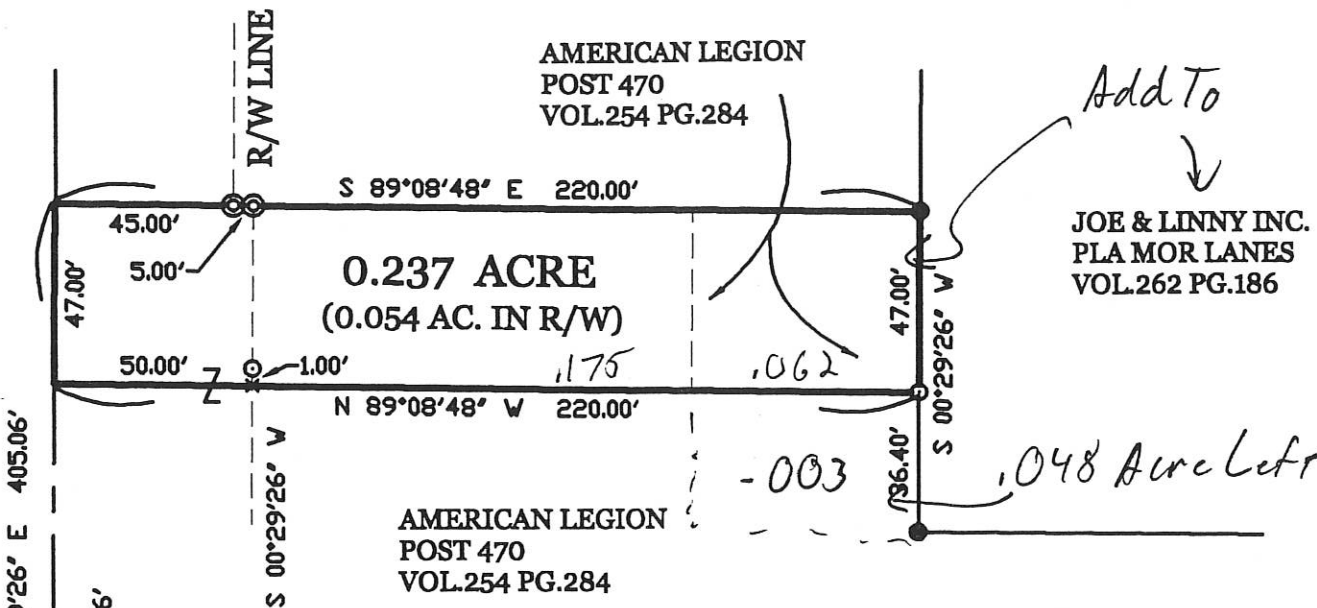 R/W LINE
AMERICAN LEGION
POST 470
VOL.254 PG.284
Add To
JOE & LINNY INC.
PLA MOR LANES
VOL.262 PG.186
S 89°08'48" E 220.00'
45.00'
5.00'
47.00'
0.237 ACRE
(0.054 AC. IN R/W)
47.00'
S 00°29'26" W
50.00'
1.00'
.175
.062
N 89°08'48" W 220.00'
405.06'
S 00°29'26" W
-003
36.40'
.048 Acre Left
AMERICAN LEGION
POST 470
VOL.254 PG.284
'26" E
6'